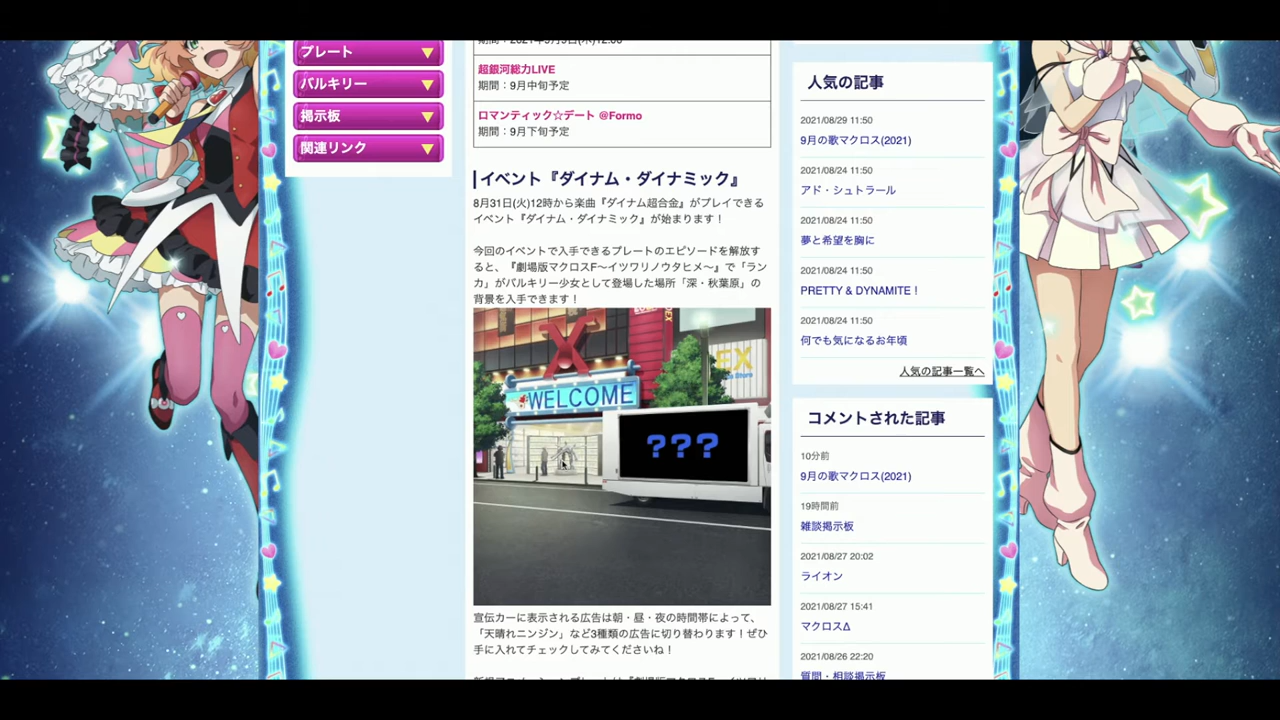 プレート
バルキリー
掲示板
関連リンク
超銀河総力LIVE
期間：9月中旬予定
ロマンティック☆デート @Formo
期間：9月下旬予定
イベント『ダイナム・ダイナミック』
8月31日(火)12時から楽曲『ダイナム超合金』がプレイできる
イベント『ダイナム・ダイナミック』が始まります！
今回のイベントで入手できるプレートのエピソードを解放す
ると、『劇場版マクロスF～イツワリノウタヒメ～』で「ラン
カ」がバルキリー少女として登場した場所「深・秋葉原」の
背景を入手できます！
WELCOME
???
宣伝カーに表示される広告は朝・昼・夜の時間帯によって、
「天晴れニンジン」など3種類の広告に切り替わります！ぜひ
手に入れてチェックしてみてくださいね！
人気の記事
2021/08/29 11:50
9月の歌マクロス(2021)
2021/08/24 11:50
アド・シュトラール
2021/08/24 11:50
夢と希望を胸に
2021/08/24 11:50
PRETTY & DYNAMITE！
2021/08/24 11:50
何でも気になるお年頃
人気の記事一覧へ
コメントされた記事
10分前
9月の歌マクロス(2021)
19時間前
雑談掲示板
2021/08/27 20:02
ライオン
2021/08/27 15:41
マクロスΔ
2021/08/26 22:20
質問・相談掲示板